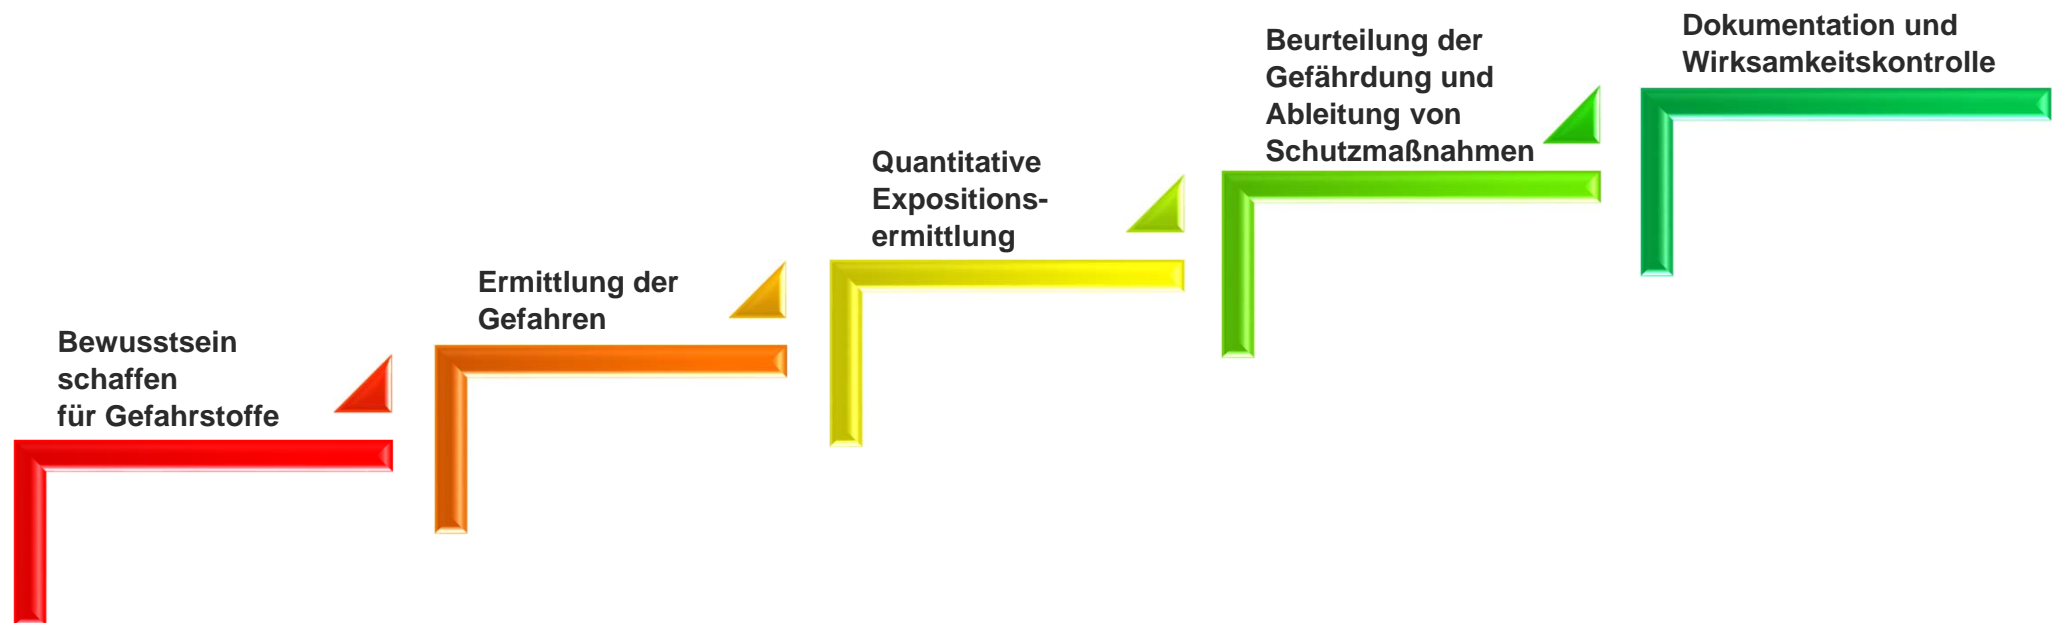 Bewusstsein
schaffen
für Gefahrstoffe
Ermittlung der
Gefahren
Quantitative
Expositions-
ermittlung
Beurteilung der
Gefährdung und
Ableitung von
Schutzmaßnahmen
Dokumentation und
Wirksamkeitskontrolle